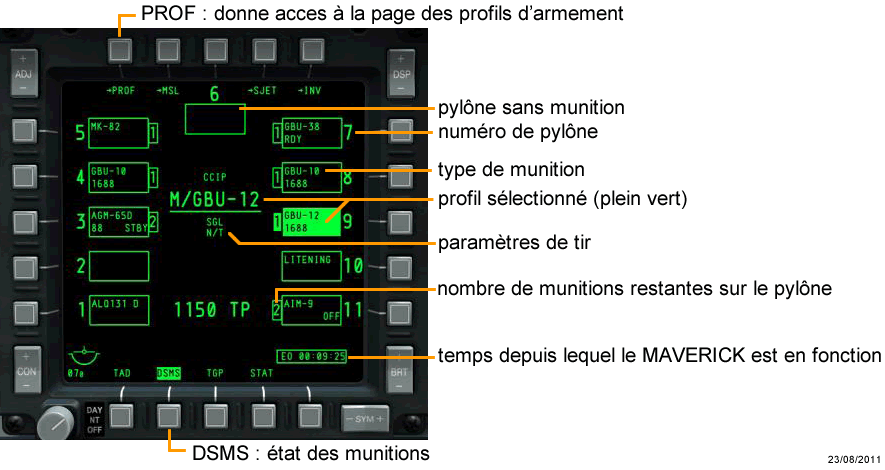 PROF : donne acces à la page des profils d'armement
ADJ
DSP
→PROF →MSL 6 →SJET →INV
pylône sans munition
5 MK-82 1
1 GBU-38 RDY 7
numéro de pylône
4 GBU-10 1688 1
CCIP
1 GBU-10 1688 8
type de munition
M/GBU-12
profil sélectionné (plein vert)
3 AGM-65D 88 STBY 2
SGL
N/T
1 GBU-12 1688 9
paramètres de tir
2
LITENING 10
nombre de munitions restantes sur le pylône
1 ALQ131 D
1150 TP
2 AIM-9 OFF 11
EO 00:09:25
temps depuis lequel le MAVERICK est en fonction
CON
BRT
07a TAD DSMS TGP STAT
DAY
NT
OFF
- SYM +
DSMS : état des munitions
23/08/2011